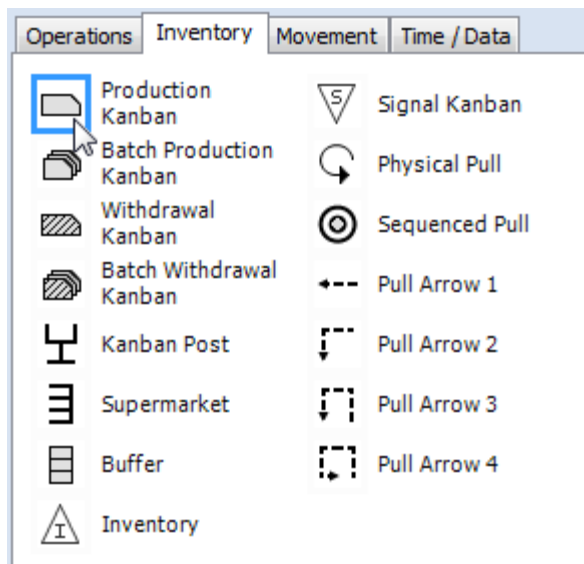 Operations Inventory Movement Time / Data
Production
Kanban
Batch Production
Kanban
Withdrawal
Kanban
Batch Withdrawal
Kanban
Kanban Post
Supermarket
Buffer
I
Inventory
S
Signal Kanban
Physical Pull
Sequenced Pull
Pull Arrow 1
Pull Arrow 2
Pull Arrow 3
Pull Arrow 4